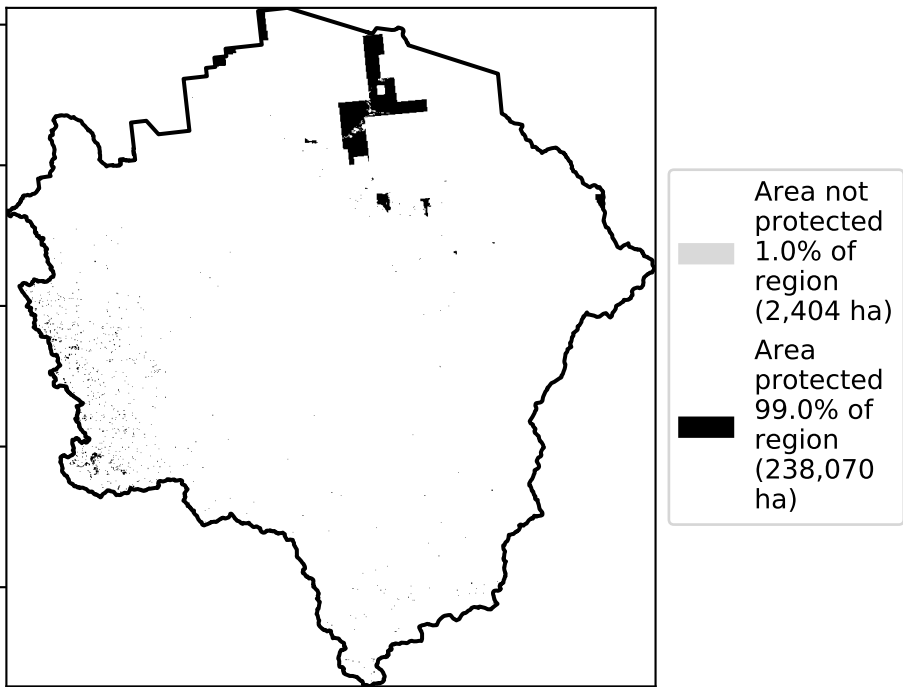 Area not
protected
1.0% of
region
(2,404 ha)
Area
protected
99.0% of
region
(238,070
ha)